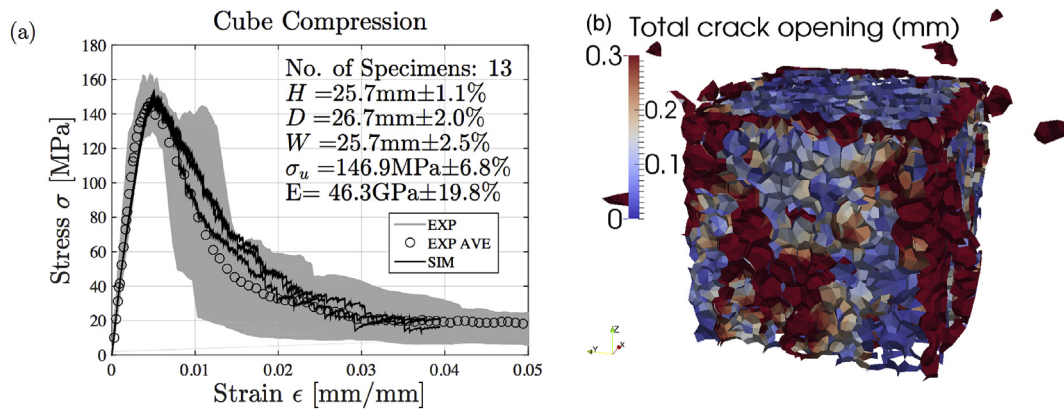 (a)
Cube Compression
180
160
140
120
100
80
60
40
20
0
Stress σ [MPa]
No. of Specimens: 13
H =25.7mm±1.1%
D =26.7mm±2.0%
W =25.7mm±2.5%
σu =146.9MPa±6.8%
E= 46.3GPa±19.8%
EXP
EXP AVE
SIM
0
0.01
0.02
0.03
0.04
0.05
Strain ϵ [mm/mm]
(b)
Total crack opening (mm)
0.3
0.2
0.1
0
Z
Y
X